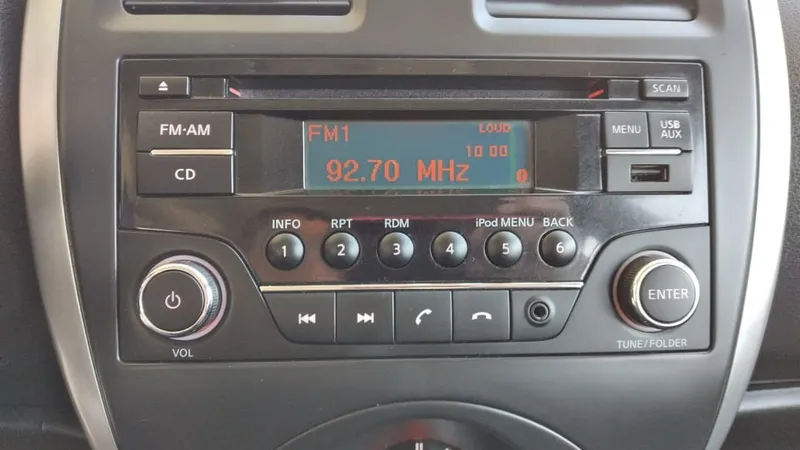 SCAN
FM·AM
CD
FM1
LOUD
10:00
92.70 MHz
MENU
USB
AUX
INFO
1
RPT
2
RDM
3
4
iPod MENU
5
BACK
6
VOL
ENTER
TUNE/FOLDER